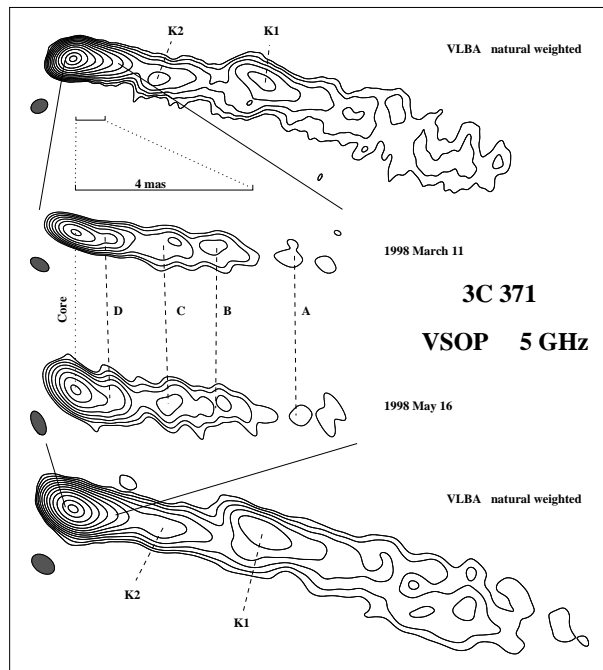 K2
K1
VLBA natural weighted
4 mas
1998 March 11
3C 371
Core
D
C
B
A
VSOP 5 GHz
1998 May 16
VLBA natural weighted
K2
K1